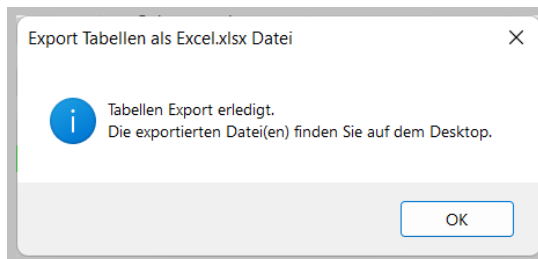 Export Tabellen als Excel.xlsx Datei
Tabellen Export erledigt.
Die exportierten Datei(en) finden Sie auf dem Desktop.
OK